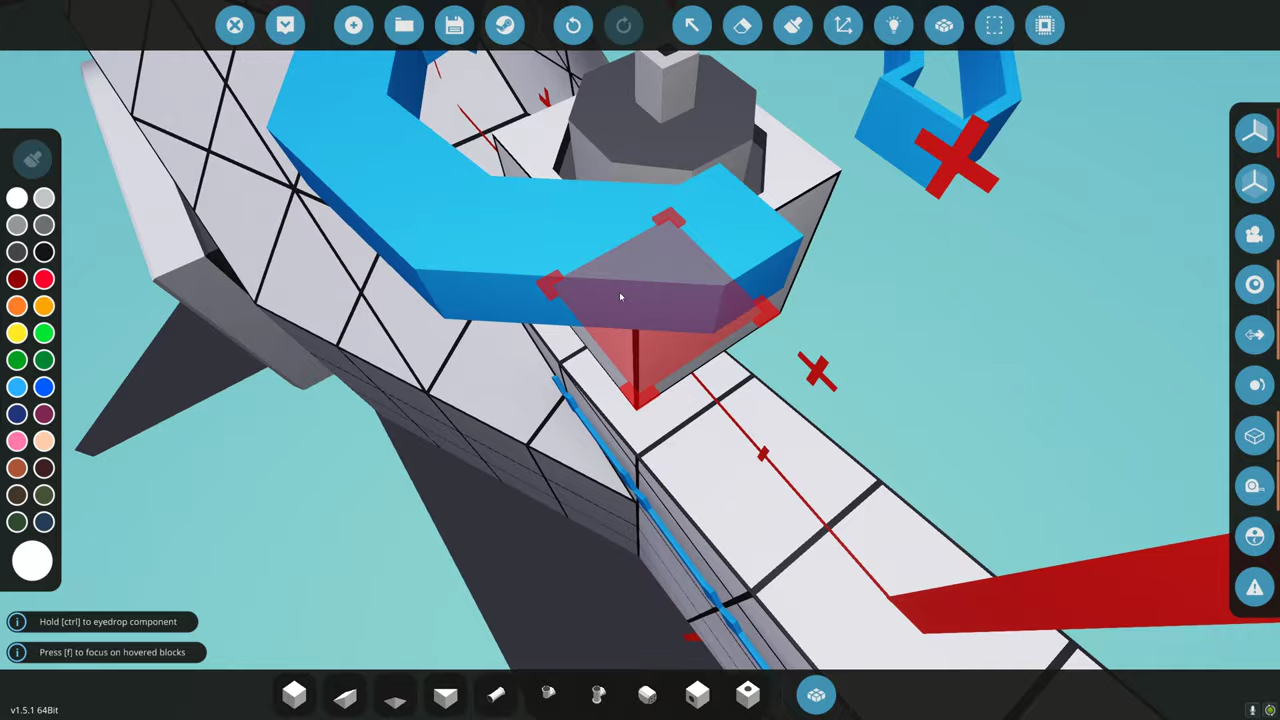 Hold [ctrl] to eyedrop component
Press [f] to focus on hovered blocks
v1.5.1 64Bit